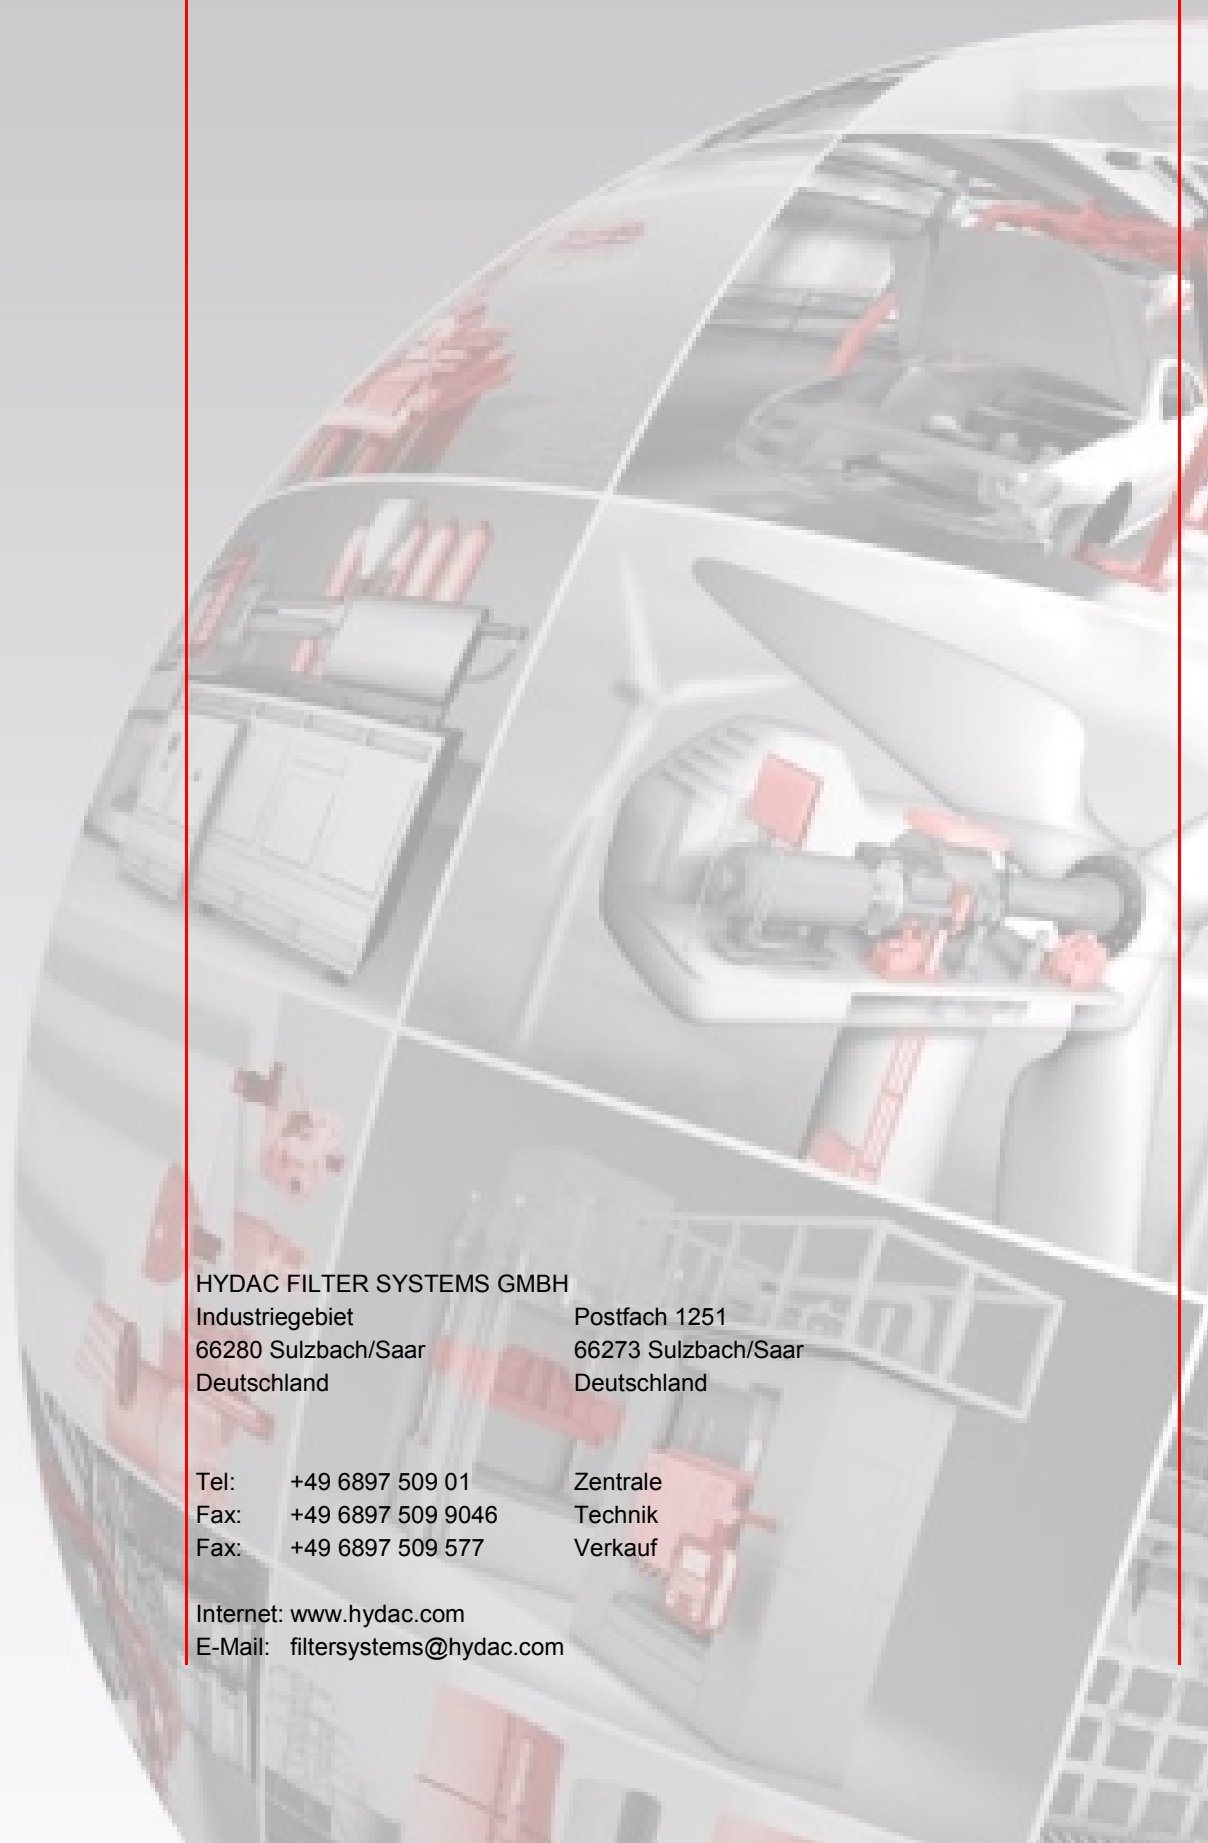 HYDAC FILTER SYSTEMS GMBH
Industriegebiet Postfach 1251
66280 Sulzbach/Saar 66273 Sulzbach/Saar
Deutschland Deutschland
Tel: +49 6897 509 01 Zentrale
Fax: +49 6897 509 9046 Technik
Fax: +49 6897 509 577 Verkauf
Internet: www.hydac.com
E-Mail: filtersystems@hydac.com